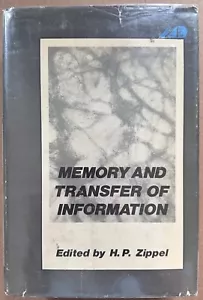 MEMORY AND
TRANSFER OF
INFORMATION
Edited by H. P. Zippel